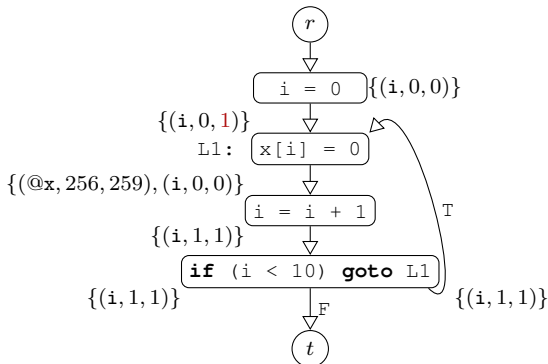 r
i = 0 {(i, 0, 0)}
{(i, 0, 1)}
L1: x[i] = 0
{(@x, 256, 259), (i, 0, 0)}
i = i + 1
T
{(i, 1, 1)}
if (i < 10) goto L1
{(i, 1, 1)} {(i, 1, 1)}
F
t